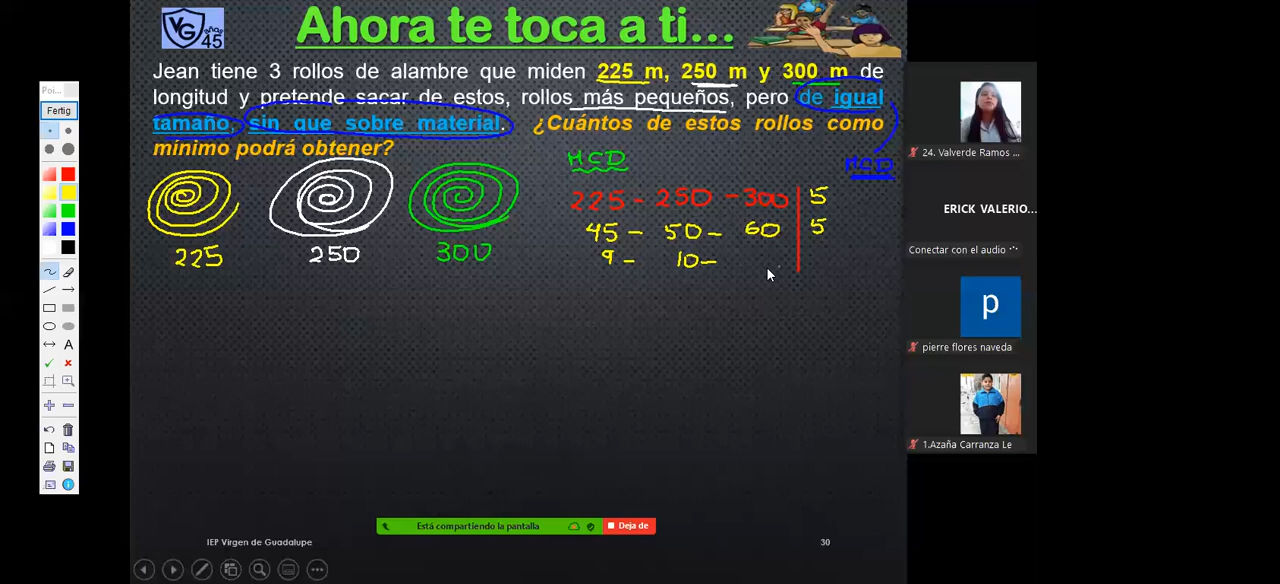 Ahora te toca a ti...
VG
años
45
Jean tiene 3 rollos de alambre que miden 225 m, 250 m y 300 m de
longitud y pretende sacar de estos, rollos más pequeños, pero de igual
tamaño, sin que sobre material. ¿Cuántos de estos rollos como
mínimo podrá obtener?
MCD
MCD
225 - 250 - 300 | 5
45 - 50 - 60 | 5
9 - 10 -
225
250
300
Poi...
Fertig
A
24. Valverde Ramos ...
ERICK VALERIO...
Conectar con el audio ...
p
pierre flores naveda
1.Azaña Carranza Le
Está compartiendo la pantalla
Deja de
IEP Virgen de Guadalupe
30